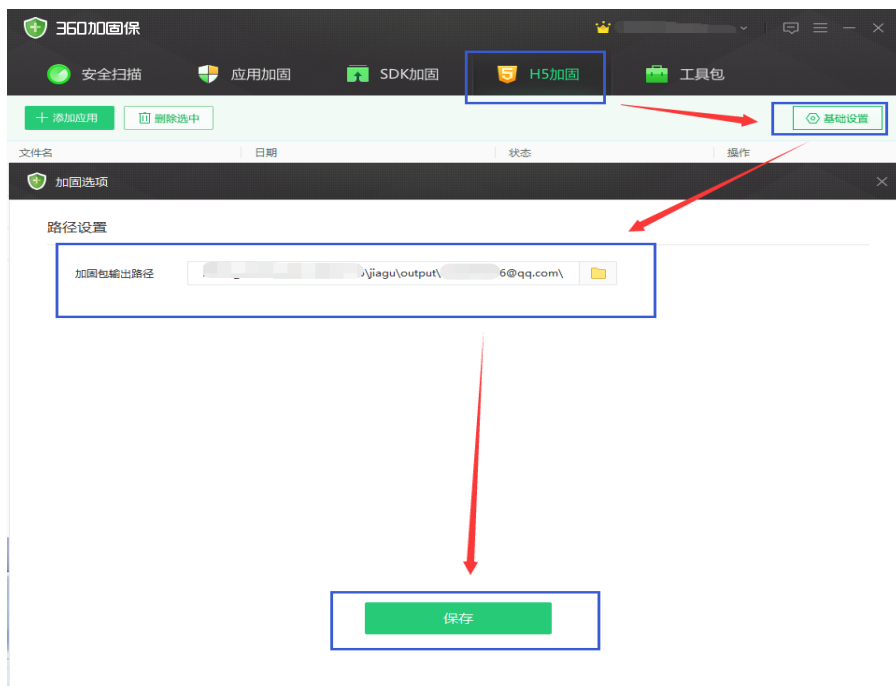 360加固保
安全扫描 应用加固 SDK加固 H5加固 工具包
添加应用 删除选中 基础设置
文件名 日期 状态 操作
加固选项
路径设置
加固包输出路径 \jiagu\output\ 6@qq.com\
保存